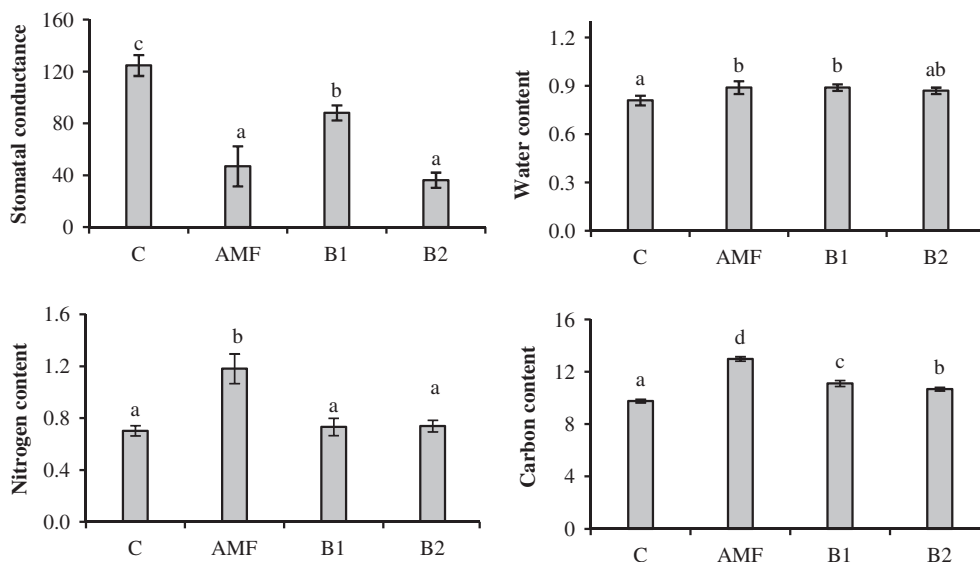 Stomatal conductance
160
120
80
40
0
c
a
b
a
C AMF B1 B2
Water content
1.2
0.9
0.6
0.3
0.0
a
b
b
ab
C AMF B1 B2
Nitrogen content
1.6
1.2
0.8
0.4
0.0
a
b
a
a
C AMF B1 B2
Carbon content
16
12
8
4
0
a
d
c
b
C AMF B1 B2